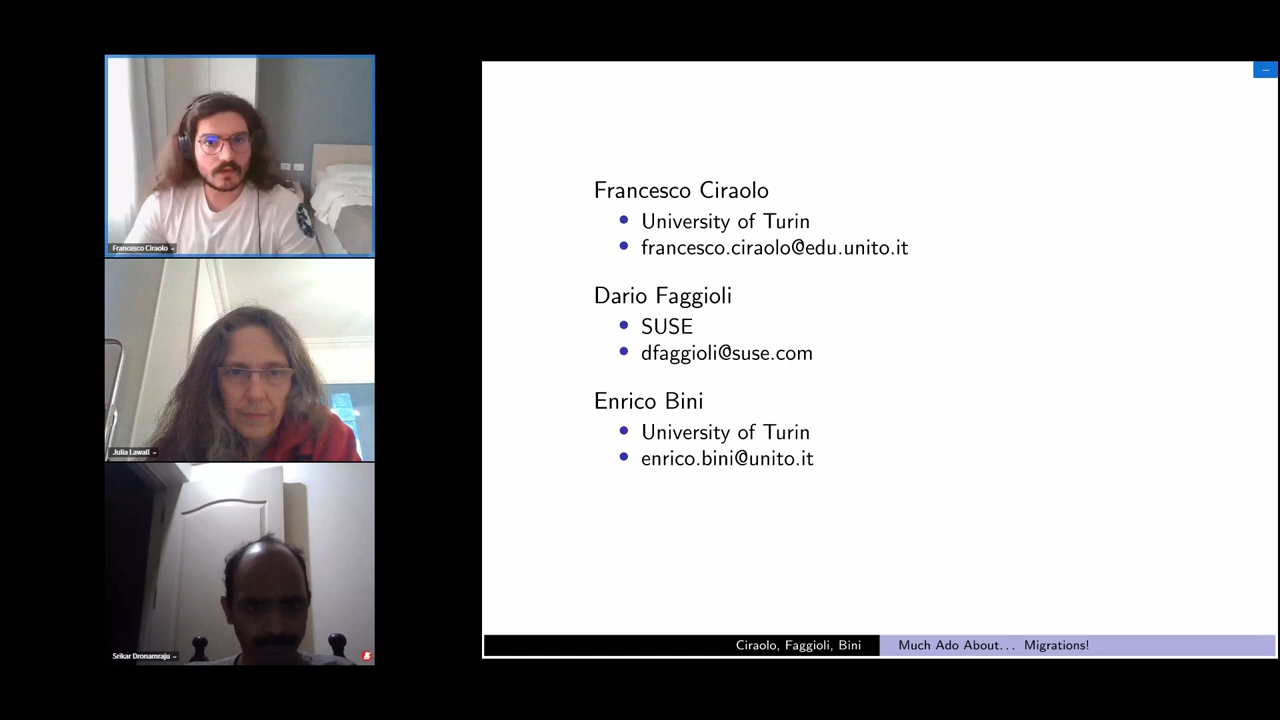 Francesco Ciraolo
Julia Lawall
Srikar Dronamraju
Francesco Ciraolo
University of Turin
francesco.ciraolo@edu.unito.it
Dario Faggioli
SUSE
dfaggioli@suse.com
Enrico Bini
University of Turin
enrico.bini@unito.it
Ciraolo, Faggioli, Bini
Much Ado About... Migrations!